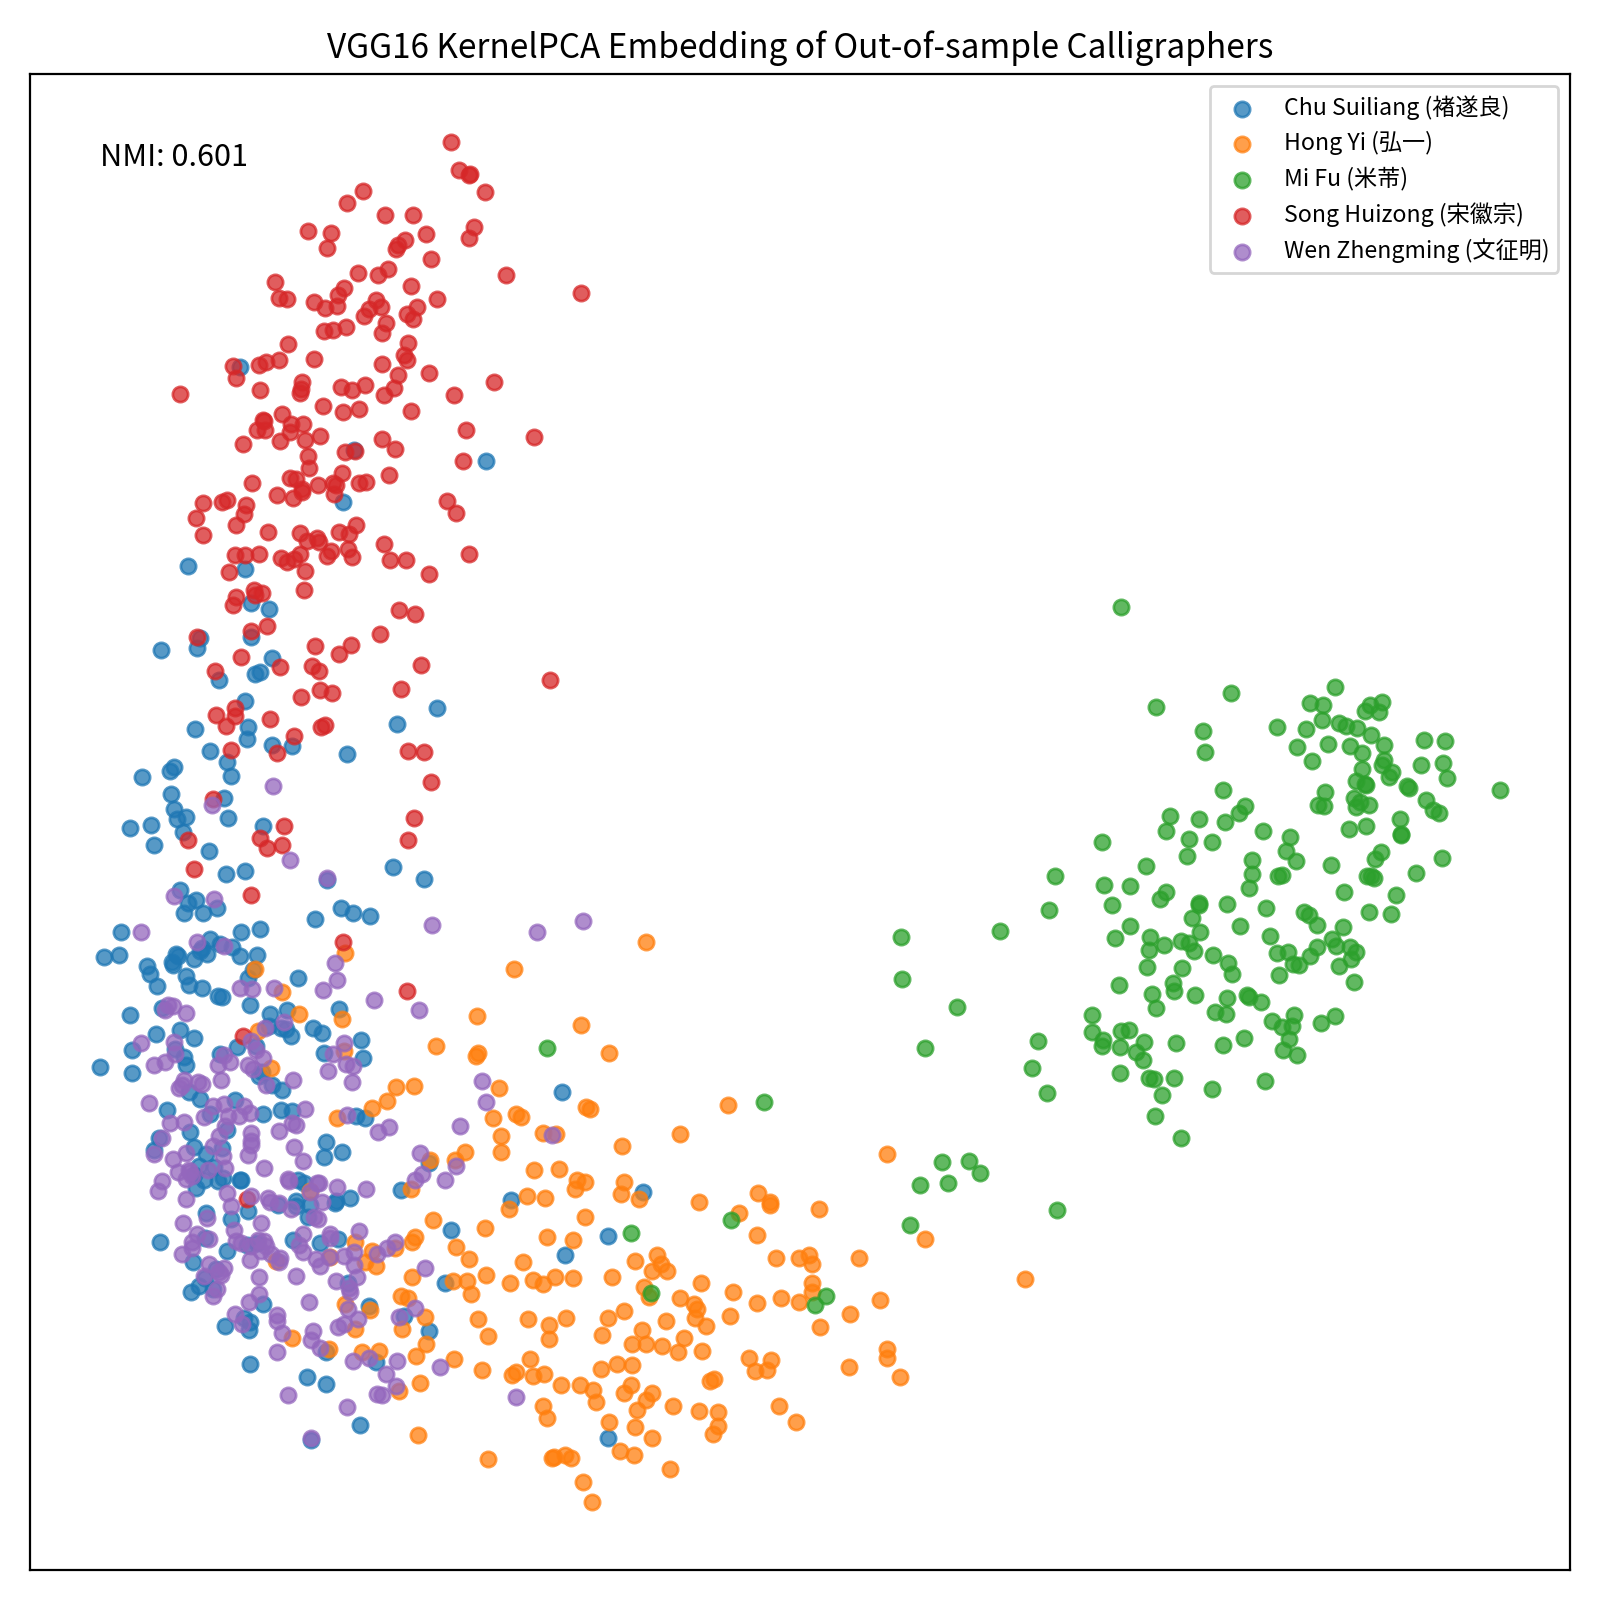 VGG16 KernelPCA Embedding of Out-of-sample Calligraphers
NMI: 0.601
Chu Suiliang (褚遂良)
Hong Yi (弘一)
Mi Fu (米芾)
Song Huizong (宋徽宗)
Wen Zhengming (文征明)